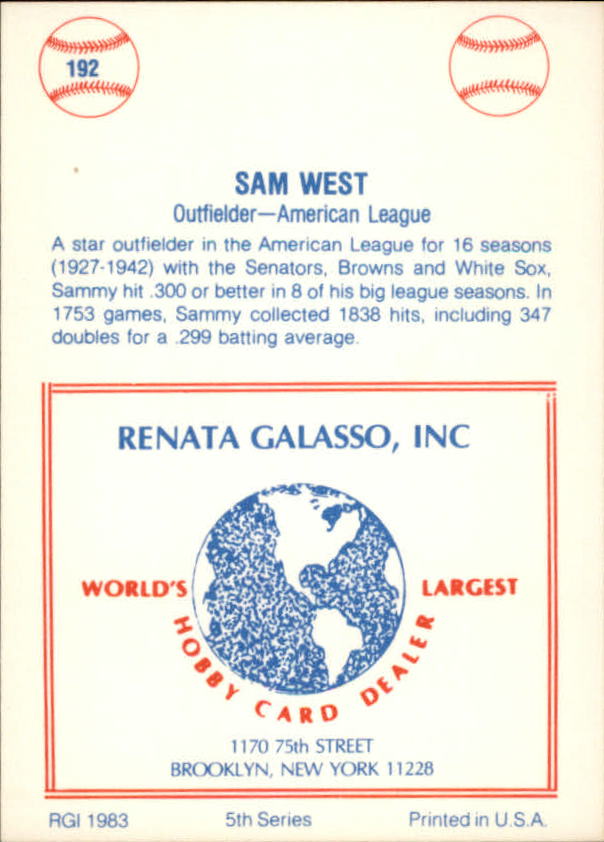 192
SAM WEST
Outfielder—American League
A star outfielder in the American League for 16 seasons
(1927-1942) with the Senators, Browns and White Sox,
Sammy hit .300 or better in 8 of his big league seasons. In
1753 games, Sammy collected 1838 hits, including 347
doubles for a .299 batting average.
RENATA GALASSO, INC
WORLD'S LARGEST
HOBBY CARD DEALER
1170 75th STREET
BROOKLYN, NEW YORK 11228
RGI 1983 5th Series Printed in U.S.A.